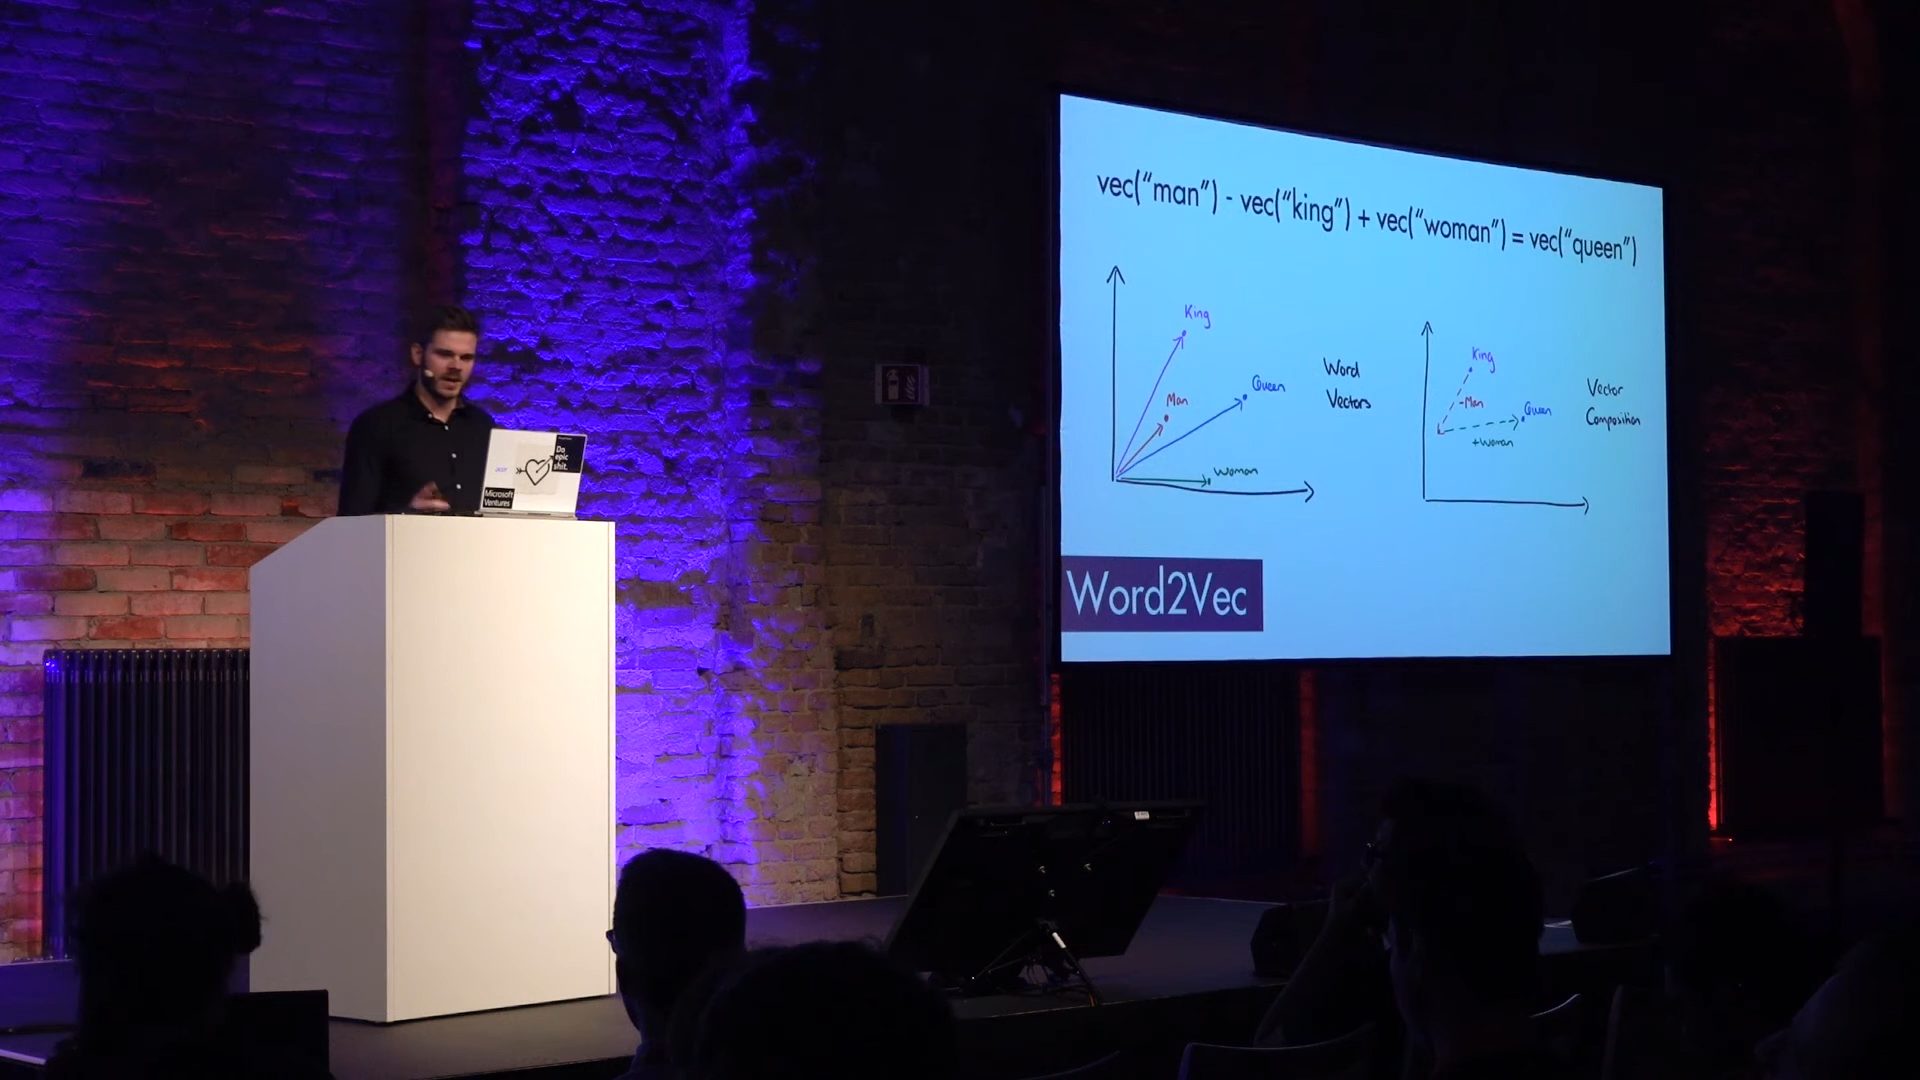 vec(“man”) - vec(“king”) + vec(“woman”) = vec(“queen”)
King
Man
Queen
Woman
Word
Vectors
King
-Man
Queen
+Woman
Vector
Composition
Word2Vec
acer
Do
epic
shit.
Microsoft
Ventures